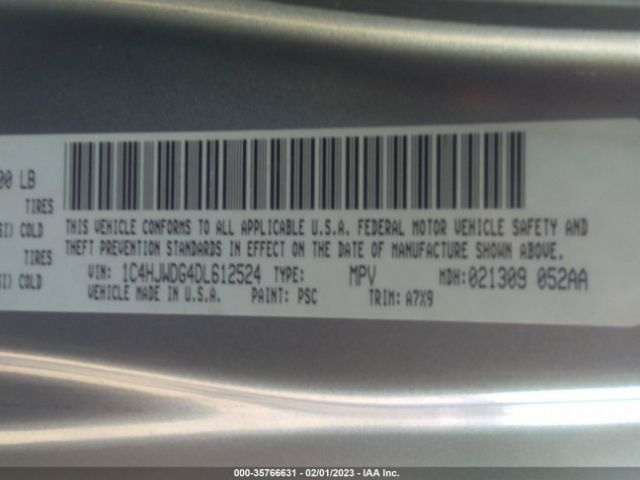 00 LB
TIRES
SI) COLD
TIRES
SI) COLD
THIS VEHICLE CONFORMS TO ALL APPLICABLE U.S.A. FEDERAL MOTOR VEHICLE SAFETY AND
THEFT PREVENTION STANDARDS IN EFFECT ON THE DATE OF MANUFACTURE SHOWN ABOVE.
VIN: 1C4HJWDG4DL612524 TYPE: MPV MDH:021309 052AA
VEHICLE MADE IN U.S.A. PAINT: PSC TRIM: A7X9
000-35766631 / 02/01/2023 - IAA Inc.